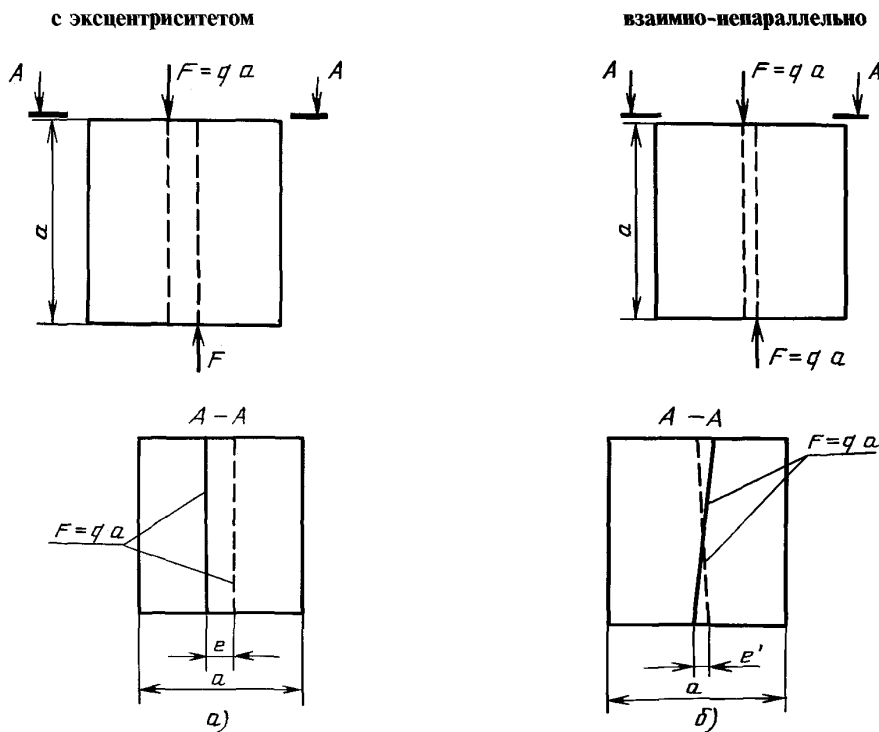 с эксцентриситетом
взаимно-непараллельно
A
F = q a
A
a
F
A
F = q a
A
a
F = q a
A – A
F = q a
e
a
а)
A – A
F = q a
e'
a
б)